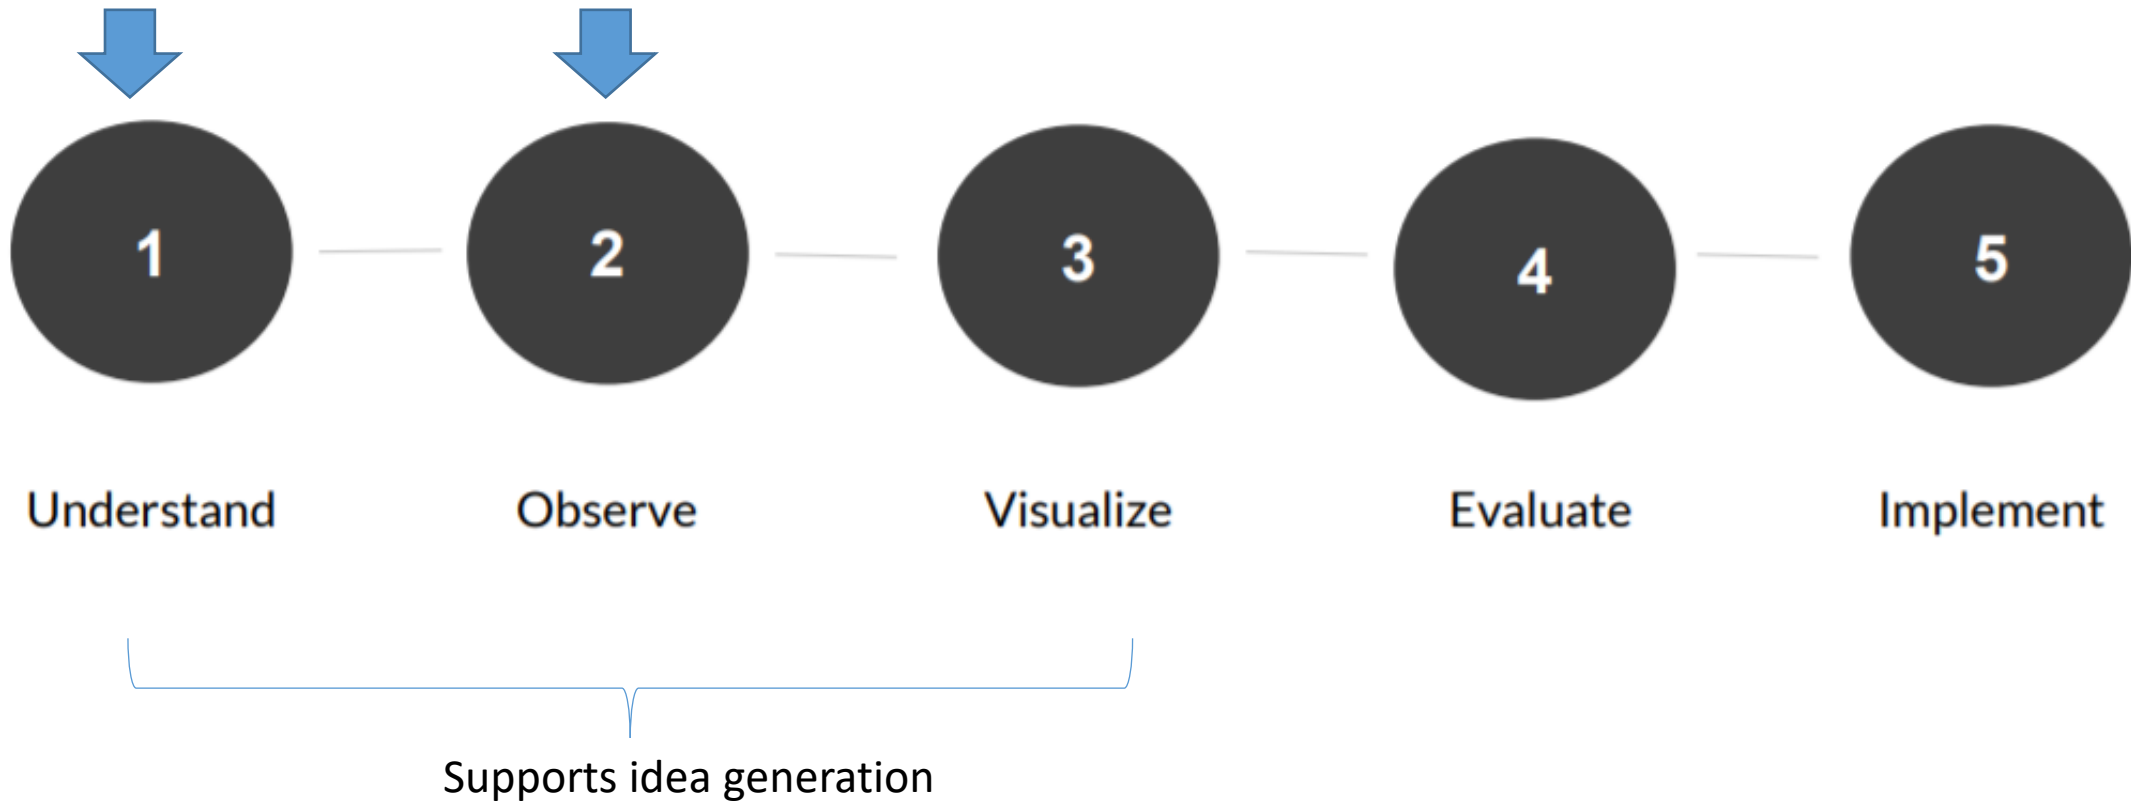 1 2 3 4 5
Understand Observe Visualize Evaluate Implement
Supports idea generation